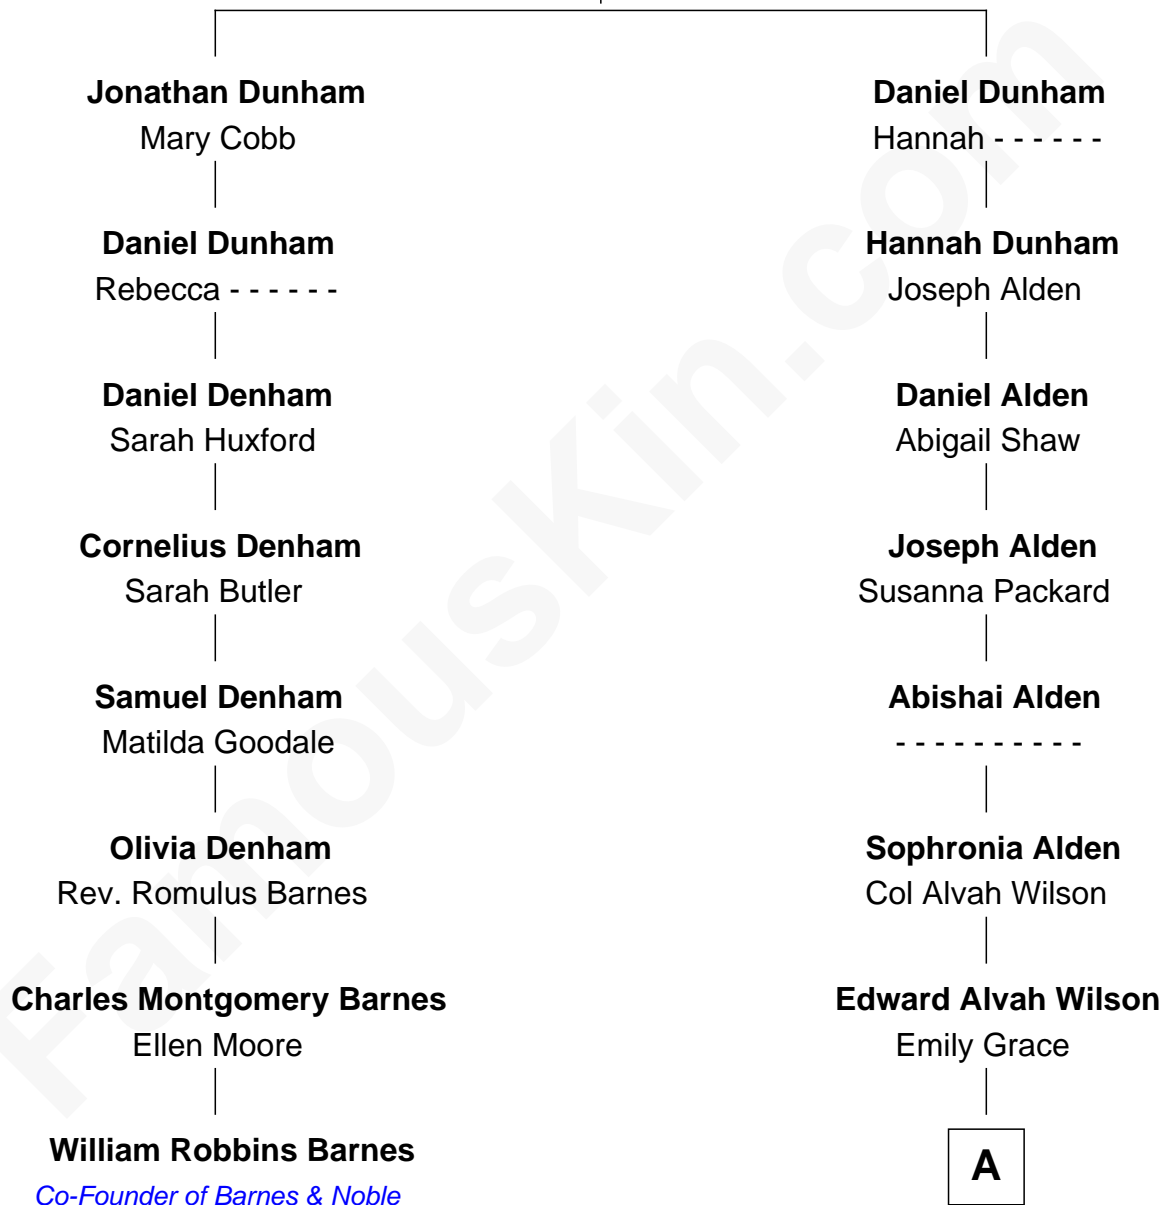 Jonathan Dunham
Mary Cobb
Daniel Dunham
Rebecca - - - - - -
Daniel Denham
Sarah Huxford
Cornelius Denham
Sarah Butler
Samuel Denham
Matilda Goodale
Olivia Denham
Rev. Romulus Barnes
Charles Montgomery Barnes
Ellen Moore
William Robbins Barnes
Co-Founder of Barnes & Noble
Daniel Dunham
Hannah - - - - - -
Hannah Dunham
Joseph Alden
Daniel Alden
Abigail Shaw
Joseph Alden
Susanna Packard
Abishai Alden
- - - - - - - - - -
Sophronia Alden
Col Alvah Wilson
Edward Alvah Wilson
Emily Grace
A
FamousKin.com